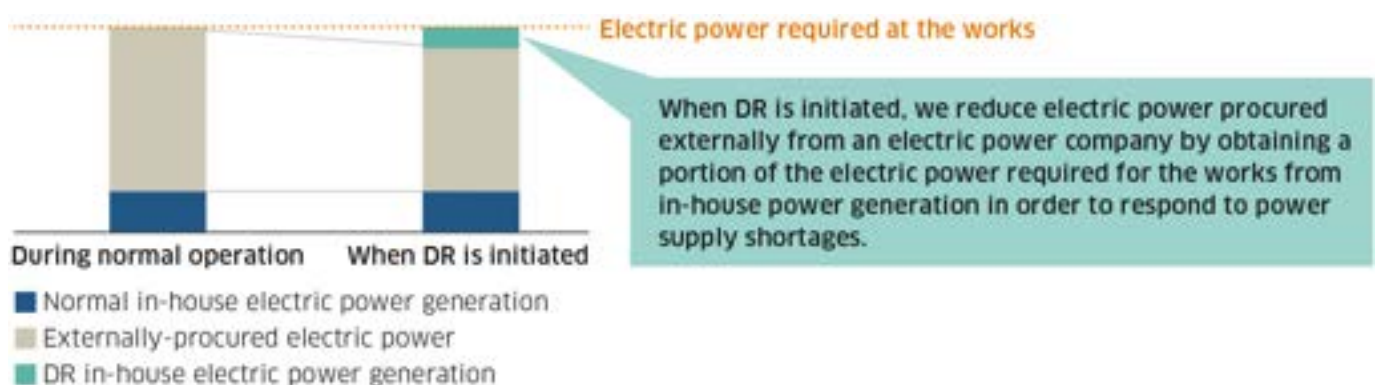 Electric power required at the works
When DR is initiated, we reduce electric power procured
externally from an electric power company by obtaining a
portion of the electric power required for the works from
in-house power generation in order to respond to power
supply shortages.
During normal operation
When DR is initiated
Normal in-house electric power generation
Externally-procured electric power
DR in-house electric power generation